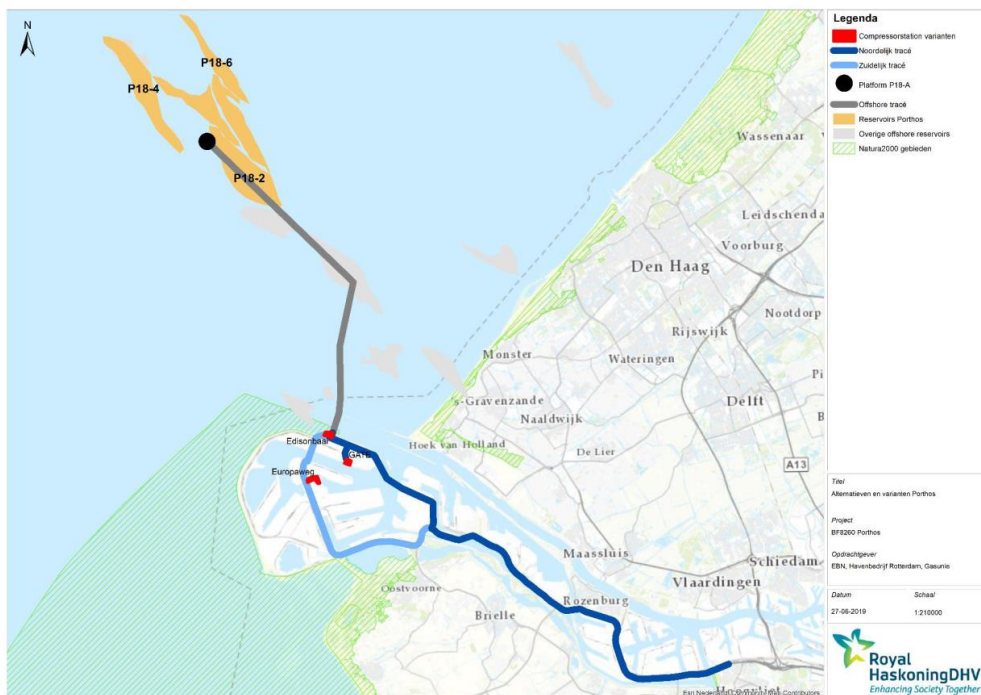 N
P18-6
P18-4
P18-2
Wassenaar
Leidschenda
Voorburg
Den Haag
Nootdorp
Rijswijk
Monster
Wateringen
Delft
Pi
s-Gravenzande
Naaldwijk
Hoek van Holland
De Lier
A13
Edisonbaai
GATE
Europaweg
Maassluis
Schiedam
Vlaardingen
Oostvoorne
Rozenburg
Brielle
Legenda
Compressorstation varianten
Noordelijk tracé
Zuidelijk tracé
Platform P18-A
Offshore tracé
Reservoirs Porthos
Overige offshore reservoirs
Natura2000 gebieden
Titel
Alternatieven en varianten Porthos
Project
BF8260 Porthos
Opdrachtgever
EBN, Havenbedrijf Rotterdam, Gasunie
Datum Schaal
27-06-2019 1:210000
Royal
HaskoningDHV
Enhancing Society Together